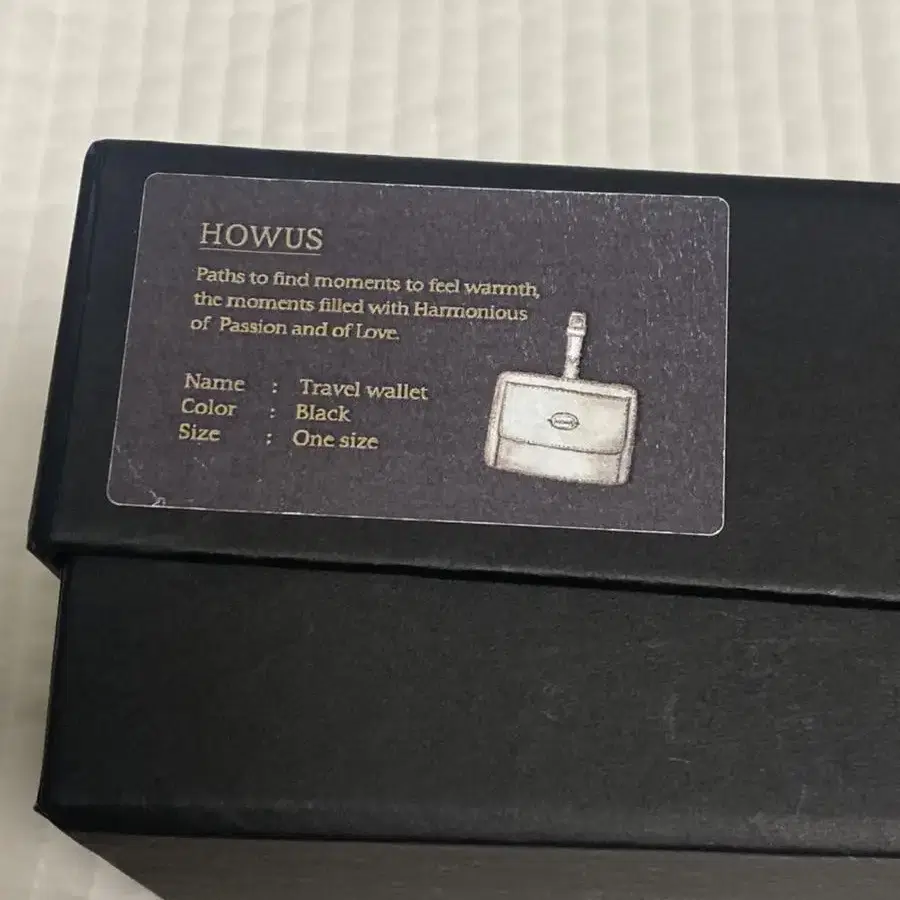 HOWUS
Paths to find moments to feel warmth,
the moments filled with Harmonious
of Passion and of Love.
Name : Travel wallet
Color : Black
Size : One size